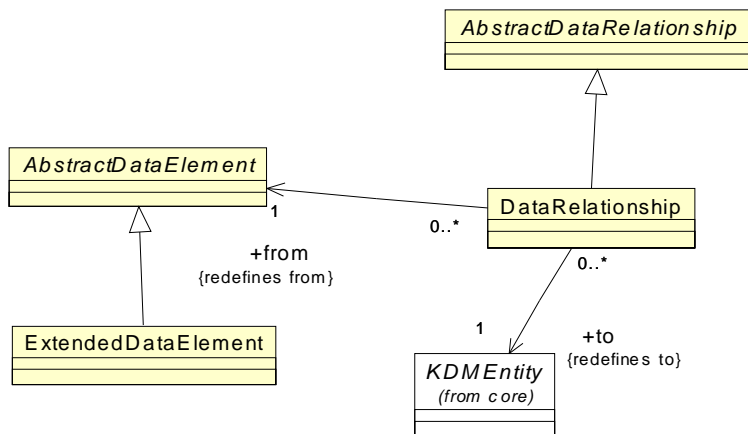 AbstractDataRelationship
AbstractDataElement
DataRelationship
1
0..*
+from
{redefines from}
0..*
ExtendedDataElement
1
+to
{redefines to}
KDMEntity
(from core)